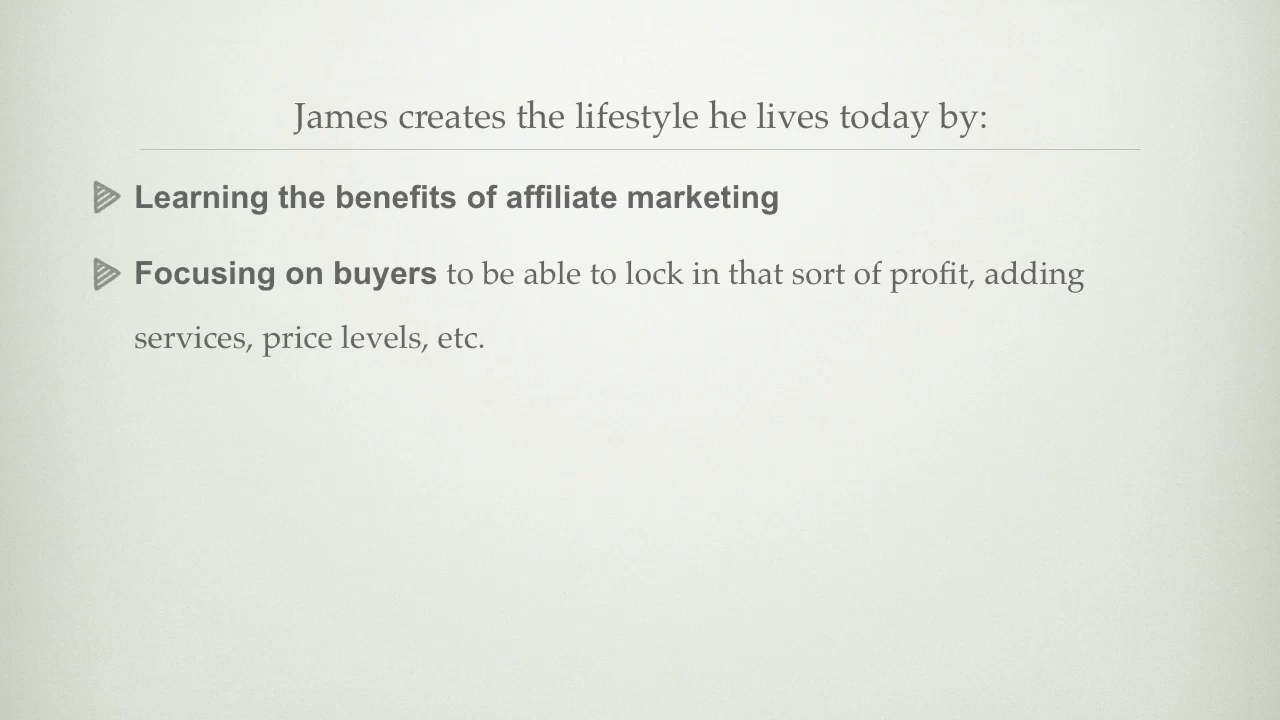 James creates the lifestyle he lives today by:
Learning the benefits of affiliate marketing
Focusing on buyers to be able to lock in that sort of profit, adding
services, price levels, etc.